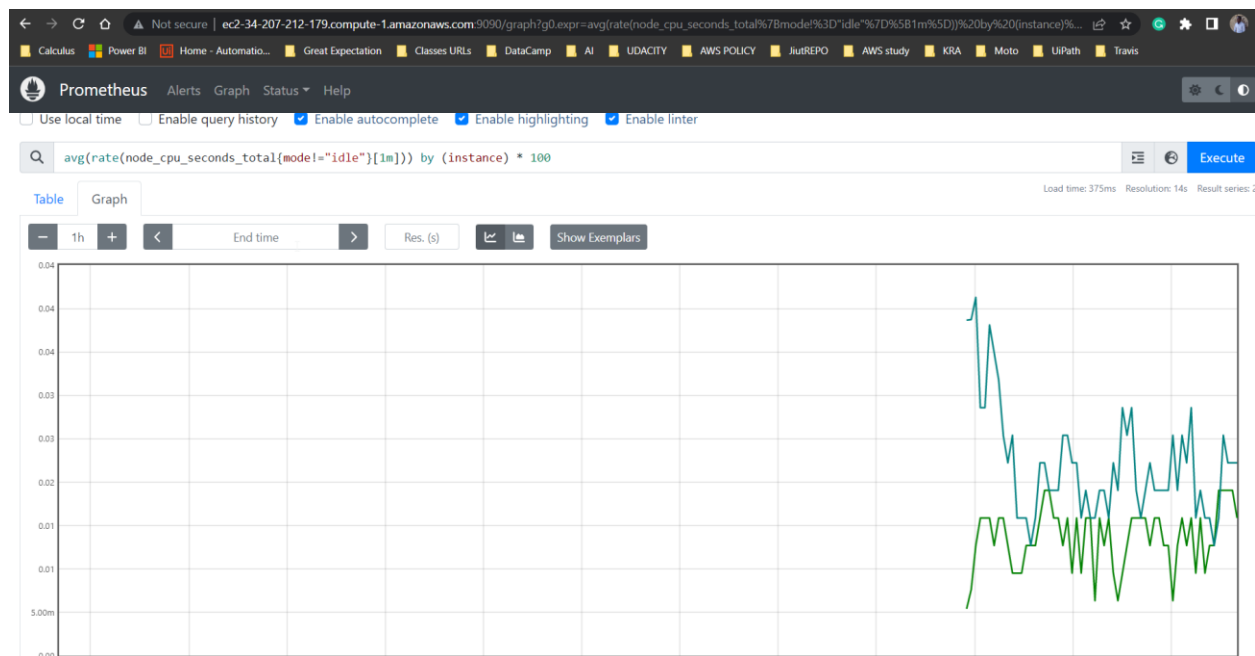 Not secure | ec2-34-207-212-179.compute-1.amazonaws.com:9090/graph?g0.expr=avg(rate(node_cpu_seconds_total%7Bmode!%3D"idle"%7D%5B1m%5D))%20by%20(instance)%...
Calculus Power BI Home - Automatio... Great Expectation Classes URLs DataCamp AI UDACITY AWS POLICY JiutREPO AWS study KRA Moto UiPath Travis
Prometheus Alerts Graph Status Help
Use local time Enable query history Enable autocomplete Enable highlighting Enable linter
avg(rate(node_cpu_seconds_total{mode!="idle"}[1m])) by (instance) * 100 Execute
Load time: 375ms Resolution: 14s Result series: 2
Table Graph
− 1h + End time Res. (s) Show Exemplars
0.04
0.04
0.04
0.03
0.03
0.02
0.01
0.01
5.00m
0.00